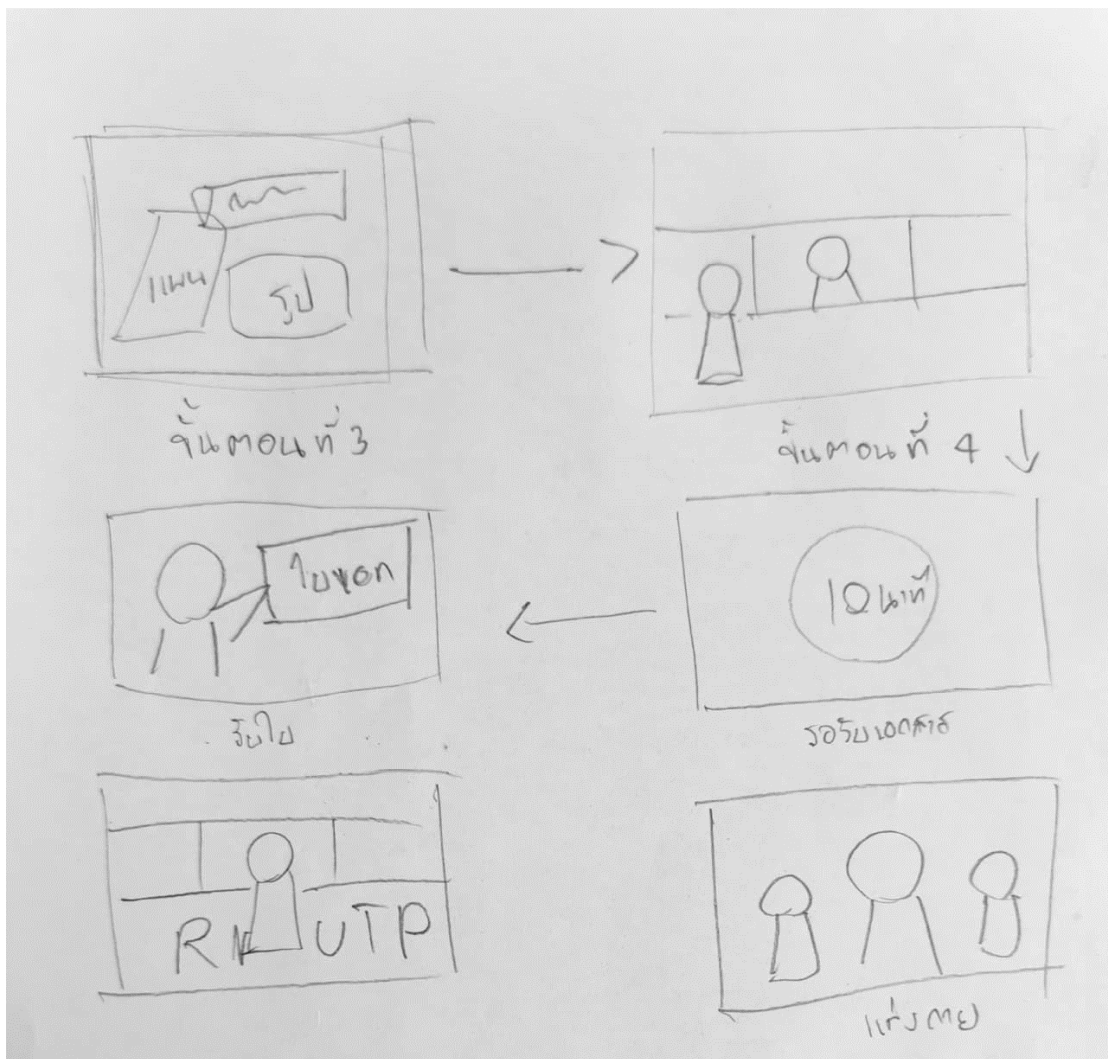 แผน
รูป
ขั้นตอนที่ 3
ขั้นตอนที่ 4
10 นาที
รอรับเอกสาร
รับใบ
RMUTP
แต่งกาย